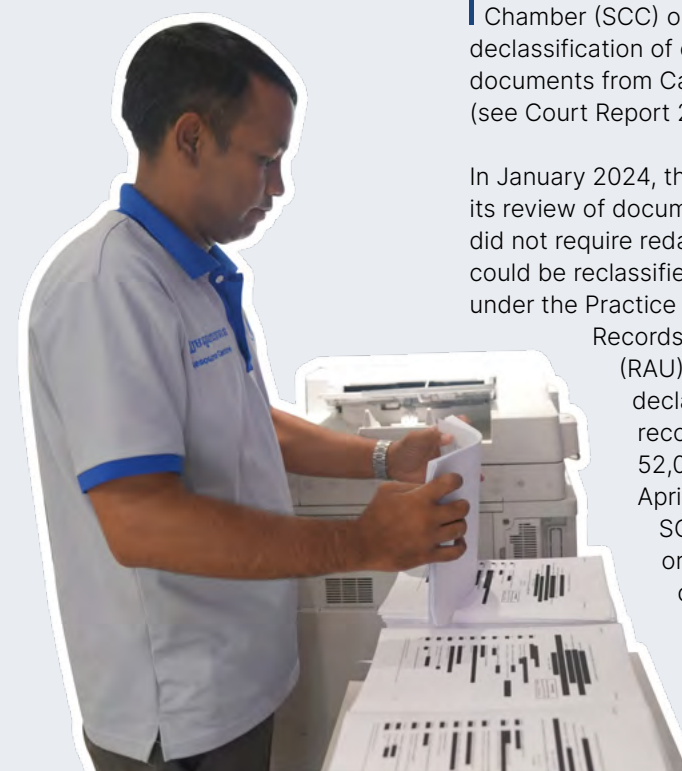 Chamber (SCC) o
declassification of
documents from Ca
(see Court Report 2
In January 2024, th
its review of docum
did not require reda
could be reclassifie
under the Practice
Records
(RAU)
decla
reco
52,0
Apri
SC
or